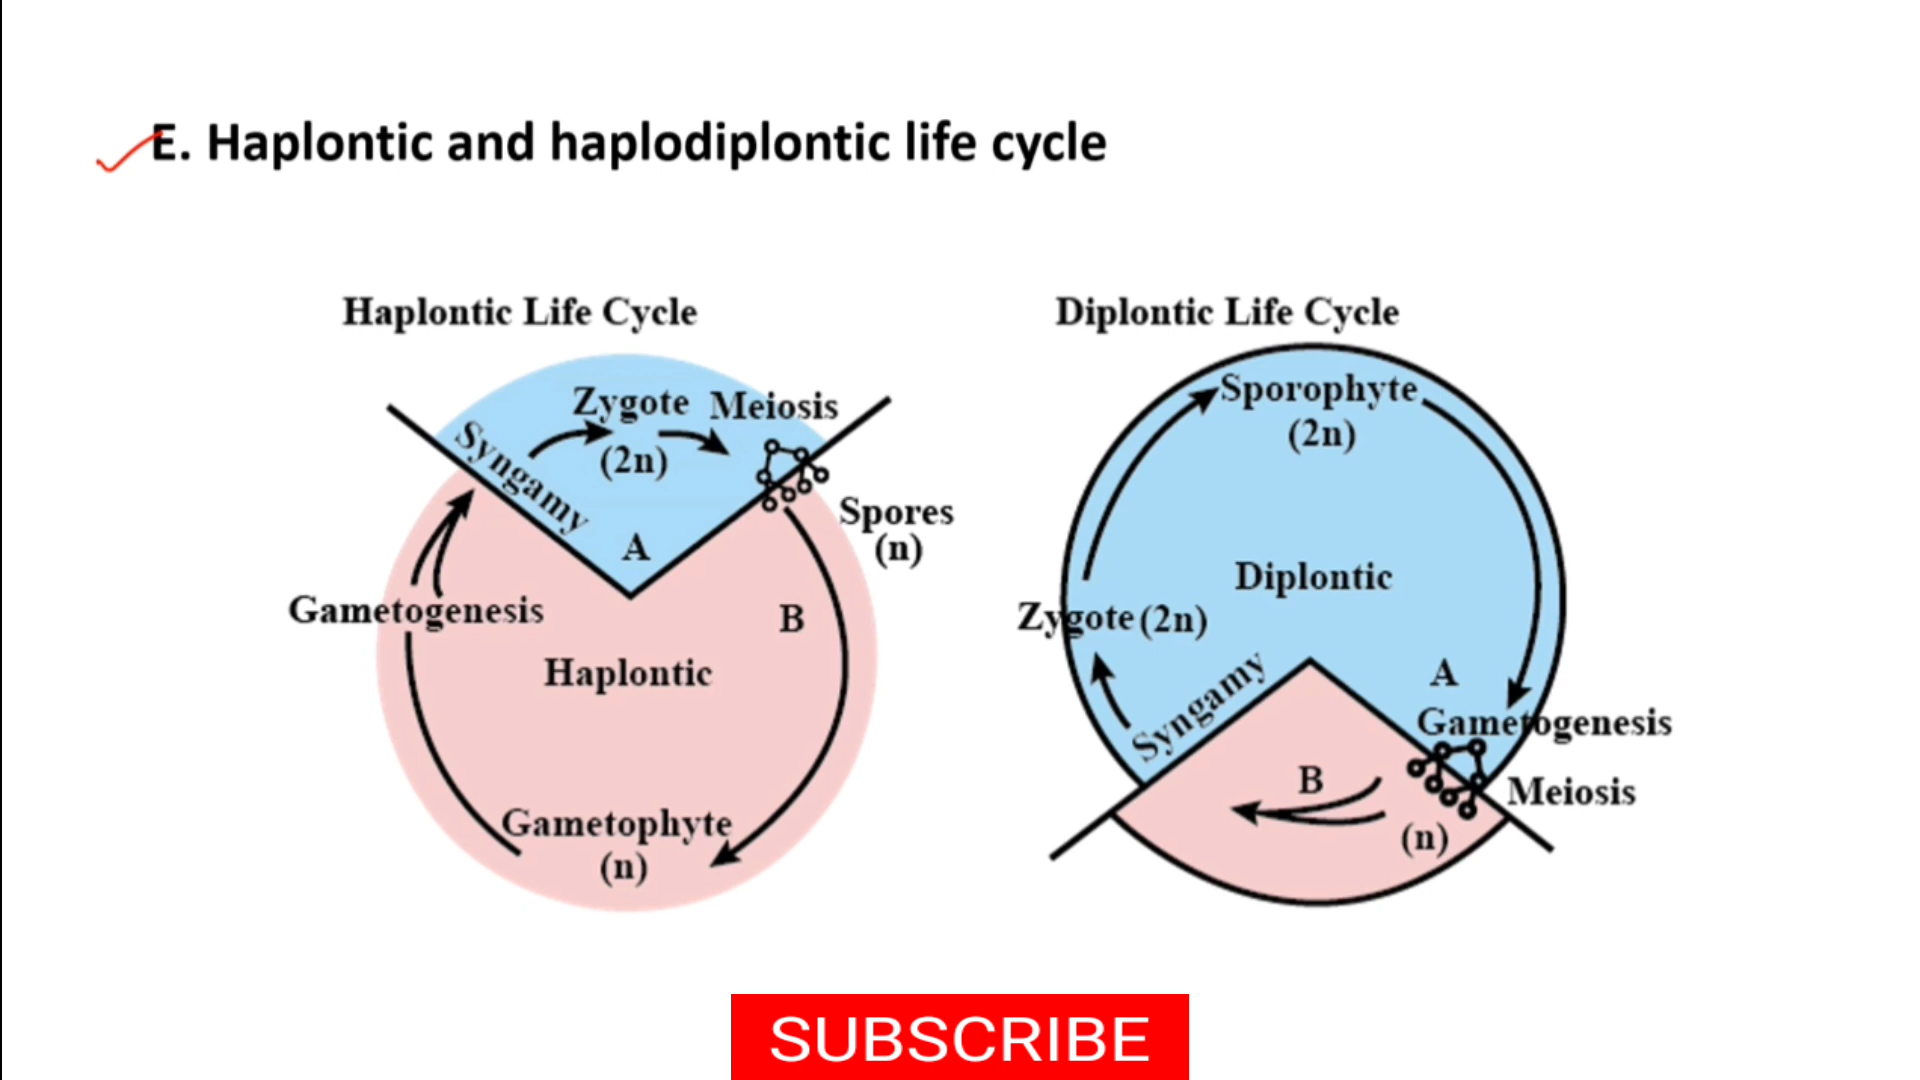 E. Haplontic and haplodiplontic life cycle
Haplontic Life Cycle
Zygote
Meiosis
(2n)
Syngamy
A
Spores
(n)
Gametogenesis
B
Haplontic
Gametophyte
(n)
Diplontic Life Cycle
Sporophyte
(2n)
Diplontic
Zygote (2n)
Syngamy
A
Gametogenesis
B
Meiosis
(n)
SUBSCRIBE